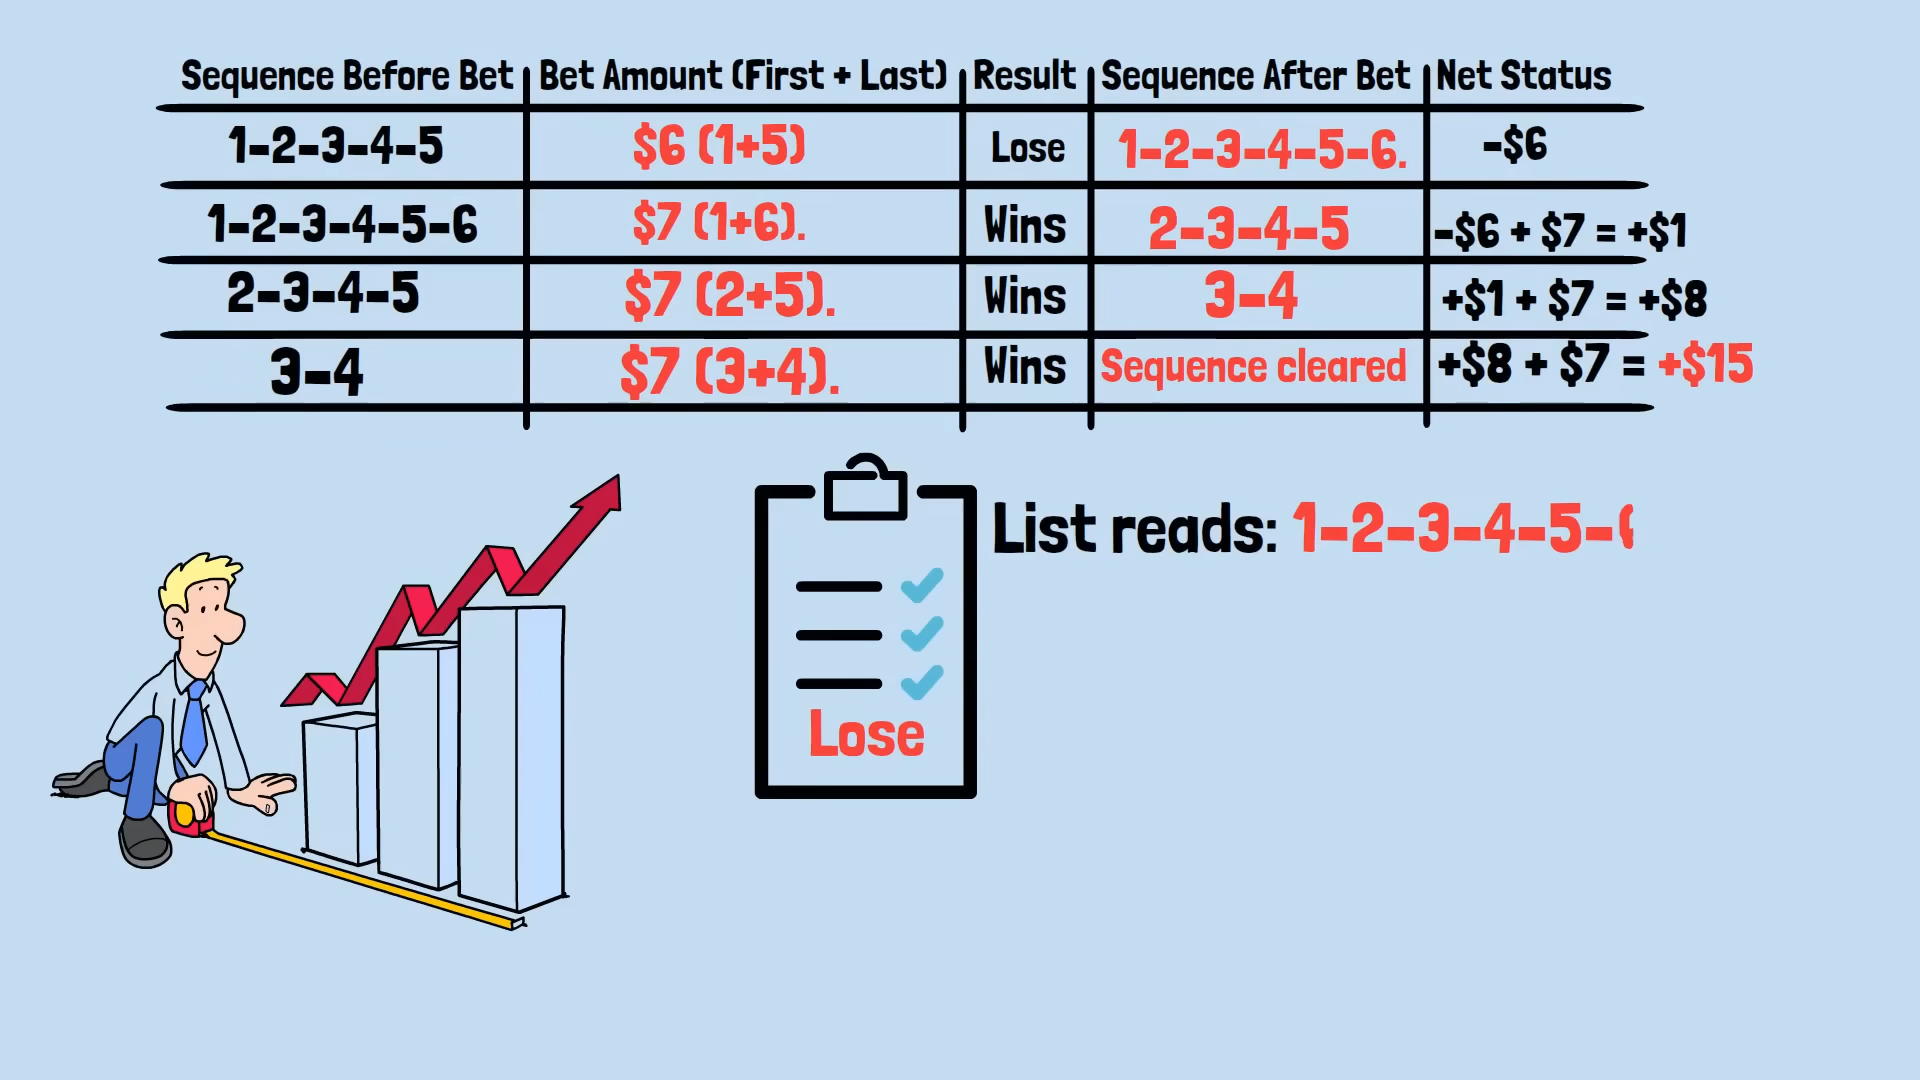 Sequence Before Bet Bet Amount (First + Last) Result Sequence After Bet Net Status
1-2-3-4-5 $6 (1+5) Lose 1-2-3-4-5-6. -$6
1-2-3-4-5-6 $7 (1+6). Wins 2-3-4-5 -$6 + $7 = +$1
2-3-4-5 $7 (2+5). Wins 3-4 +$1 + $7 = +$8
3-4 $7 (3+4). Wins Sequence cleared +$8 + $7 = +$15
List reads: 1-2-3-4-5-
Lose